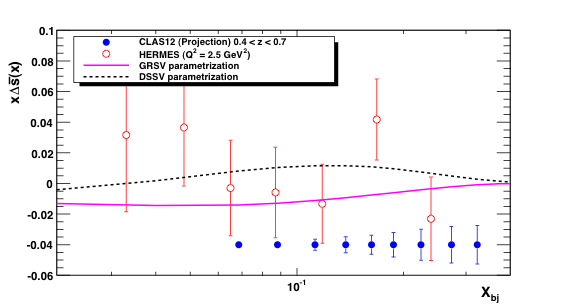 0.1
0.08
0.06
0.04
0.02
0
-0.02
-0.04
-0.06
x Δs̄(x)
CLAS12 (Projection) 0.4 < z < 0.7
HERMES (Q² = 2.5 GeV²)
GRSV parametrization
DSSV parametrization
10⁻¹
X_bj